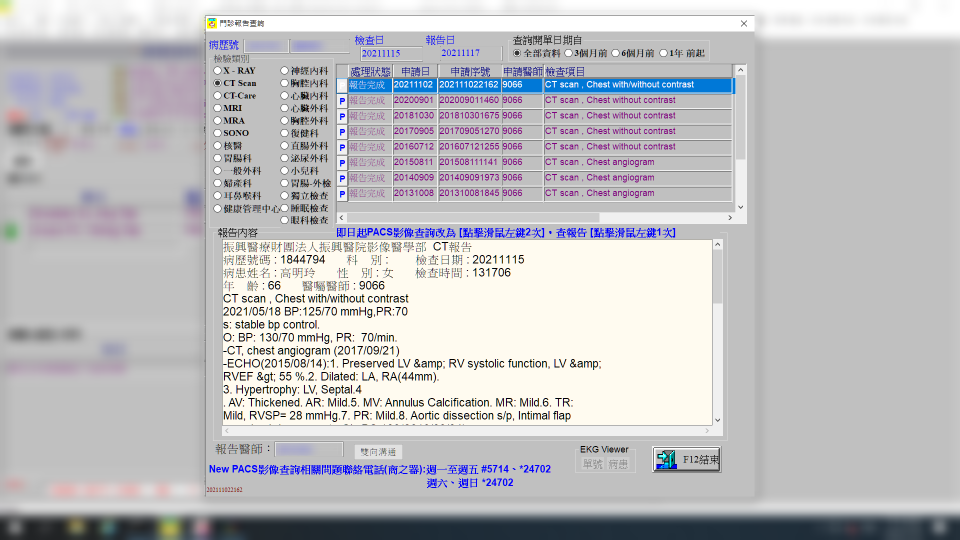 門診報告查詢
病歷號 檢查日 報告日 查詢開單日期自
20211115 20211117 全部資料 3個月前 6個月前 1年 前起
檢驗類別
X - RAY 神經內科
CT Scan 胸腔內科
CT-Care 心臟內科
MRI 心臟外科
MRA 胸腔外科
SONO 復健科
核醫 直腸外科
胃腸科 泌尿外科
一般外科 小兒科
婦產科 胃腸-外檢
耳鼻喉科 獨立檢查
健康管理中心 睡眠檢查
眼科檢查
處理狀態 申請日 申請序號 申請醫師 檢查項目
報告完成 20211102 202111022162 9066 CT scan , Chest with/without contrast
P 報告完成 20200901 202009011460 9066 CT scan , Chest without contrast
P 報告完成 20181030 201810301675 9066 CT scan , Chest without contrast
P 報告完成 20170905 201709051270 9066 CT scan , Chest without contrast
P 報告完成 20160712 201607121255 9066 CT scan , Chest without contrast
P 報告完成 20150811 201508111141 9066 CT scan , Chest angiogram
P 報告完成 20140909 201409091973 9066 CT scan , Chest angiogram
P 報告完成 20131008 201310081845 9066 CT scan , Chest angiogram
報告內容 即日起PACS影像查詢改為 [點擊滑鼠左鍵2次]，查報告 [點擊滑鼠左鍵1次]
振興醫療財團法人振興醫院影像醫學部 CT報告
病歷號碼 : 1844794 科 別 : 檢查日期 : 20211115
病患姓名 : 高明玲 性 別 : 女 檢查時間 : 131706
年 齡 : 66 醫囑醫師 : 9066
CT scan , Chest with/without contrast
2021/05/18 BP:125/70 mmHg,PR:70
s: stable bp control.
O: BP: 130/70 mmHg, PR: 70/min.
-CT, chest angiogram (2017/09/21)
-ECHO(2015/08/14):1. Preserved LV &amp; RV systolic function, LV &amp;
RVEF &gt; 55 %.2. Dilated: LA, RA(44mm).
3. Hypertrophy: LV, Septal.4
. AV: Thickened. AR: Mild.5. MV: Annulus Calcification. MR: Mild.6. TR:
Mild, RVSP= 28 mmHg.7. PR: Mild.8. Aortic dissection s/p, Intimal flap
報告醫師： 雙向溝通 EKG Viewer
單號 病患 F12結束
New PACS影像查詢相關問題聯絡電話(商之器):週一至週五 #5714、*24702
週六、週日 *24702
202111022162